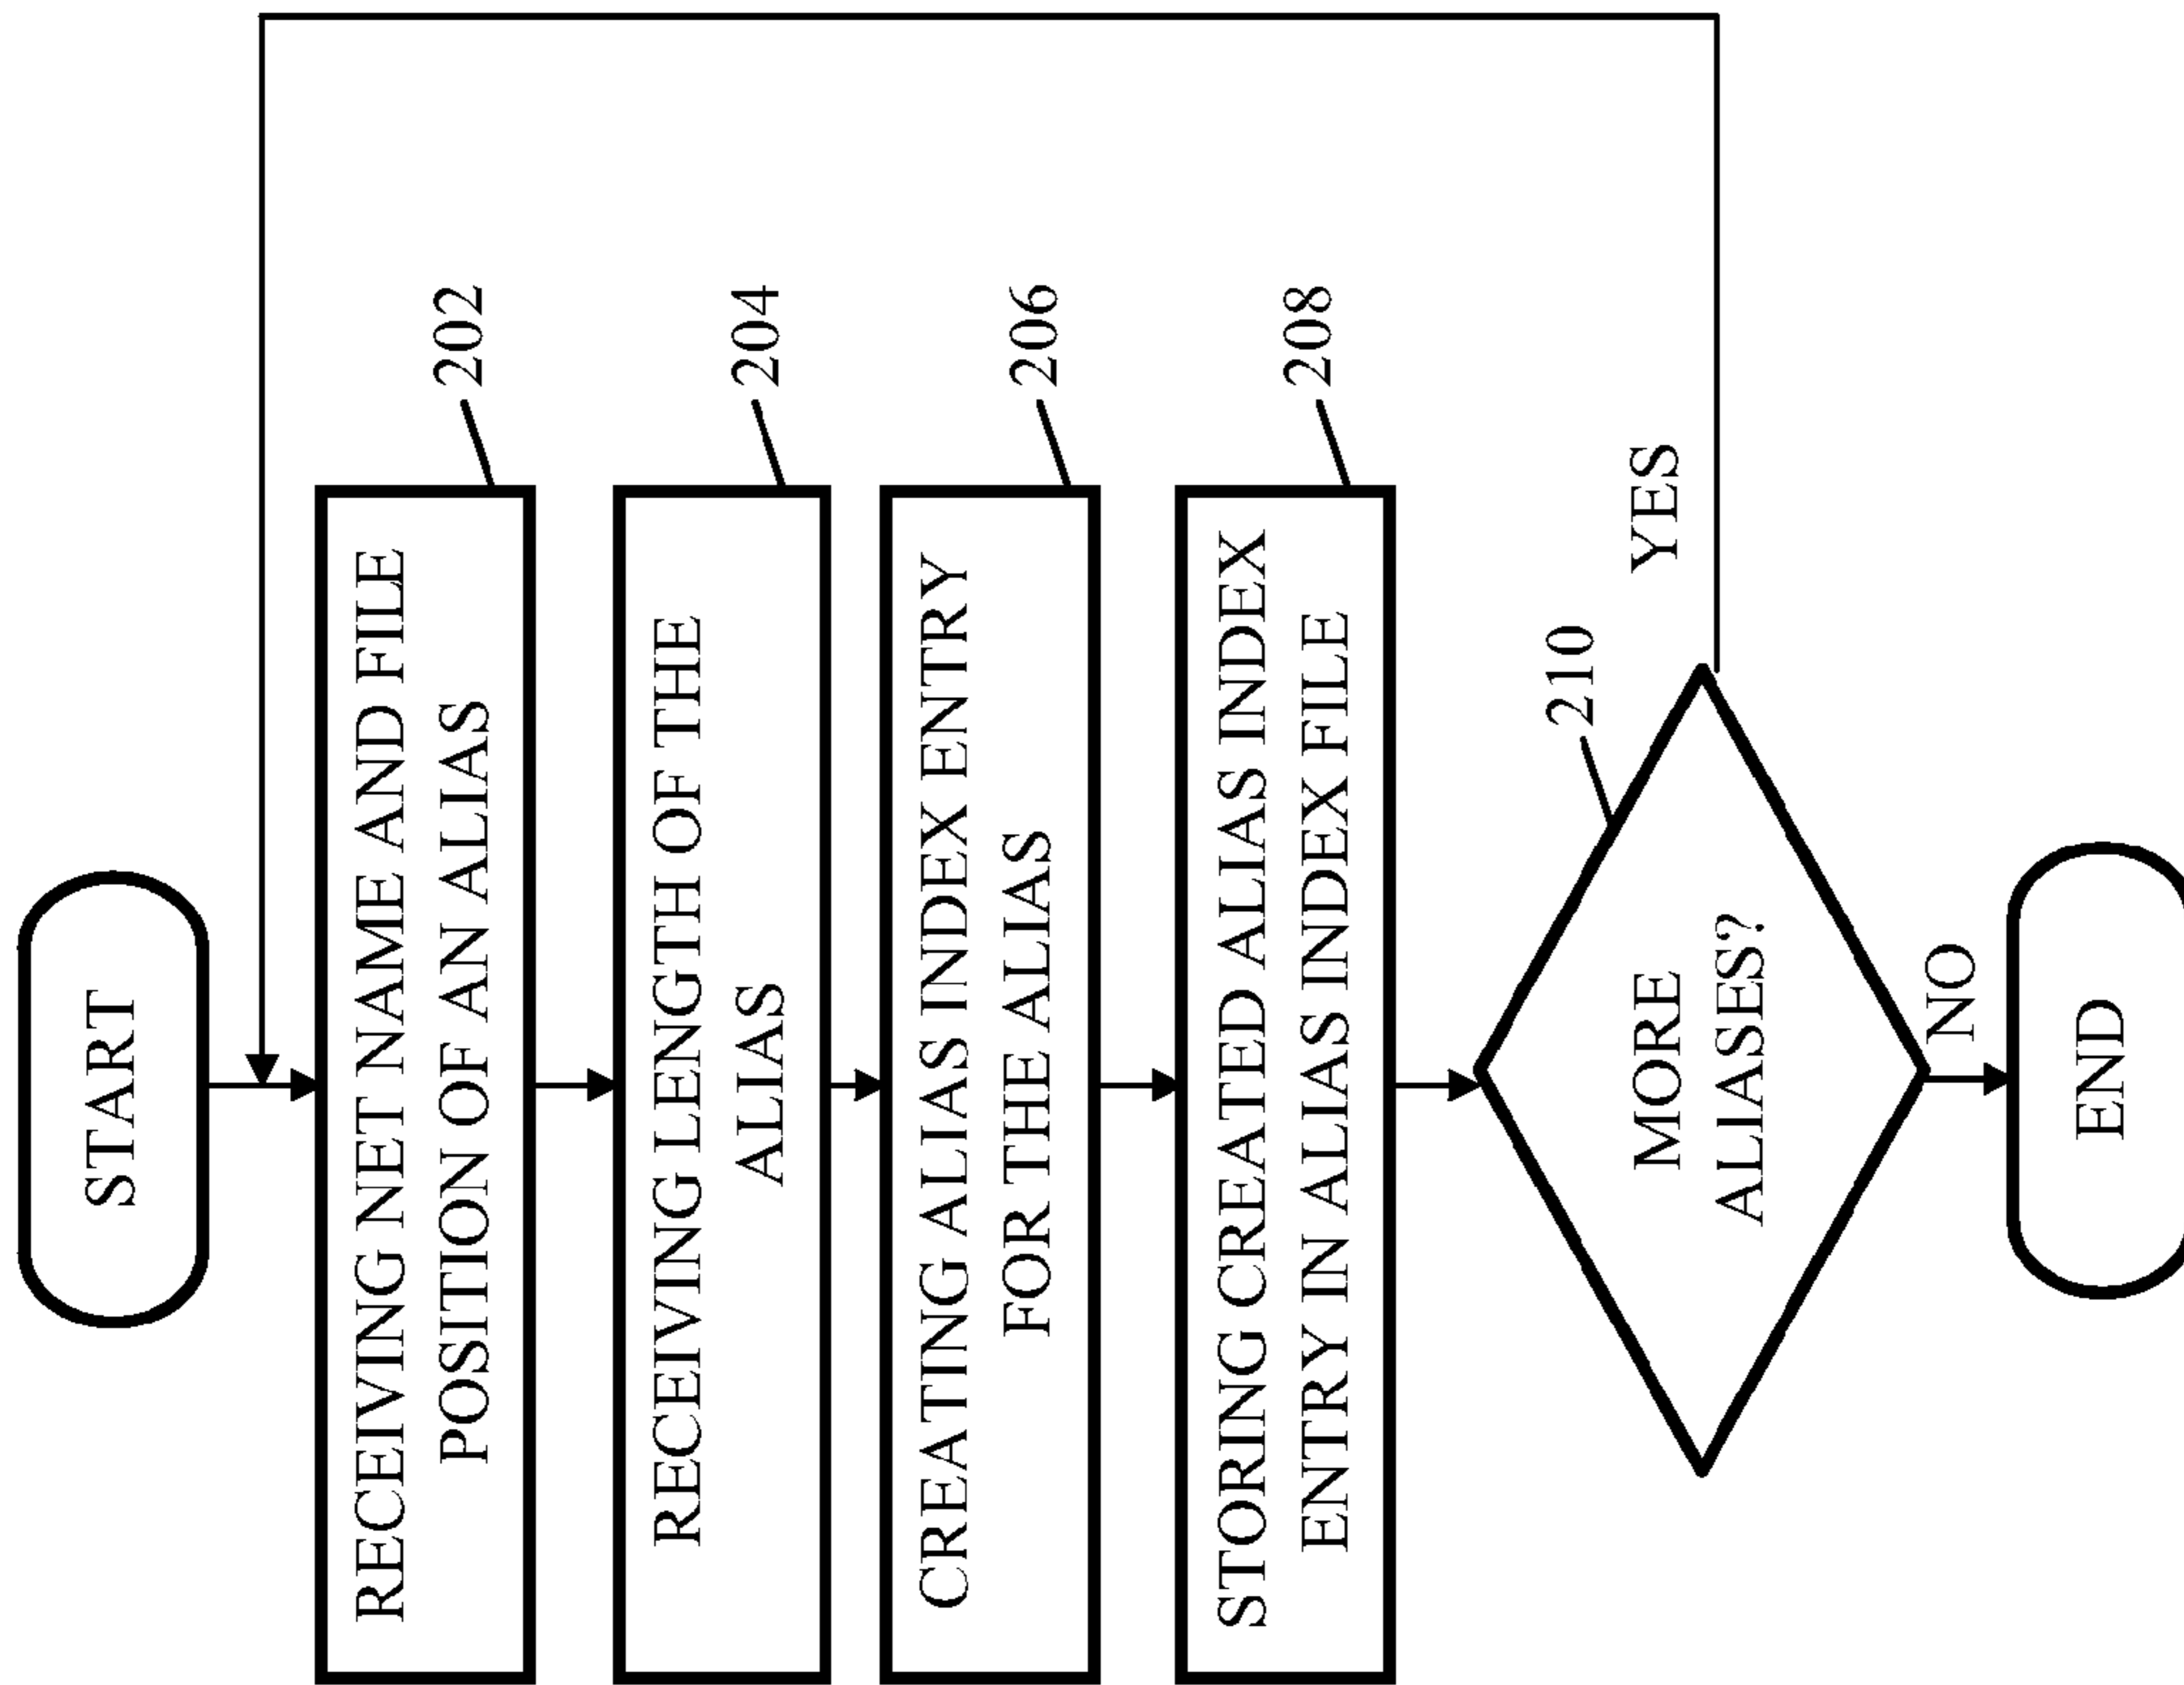 START
RECEIVING NET NAME AND FILE
POSITION OF AN ALIAS
202
RECEIVING LENGTH OF THE
ALIAS
204
CREATING ALIAS INDEX ENTRY
FOR THE ALIAS
206
STORING CREATED ALIAS INDEX
ENTRY IN ALIAS INDEX FILE
208
210
MORE
ALIASES?
YES
NO
END